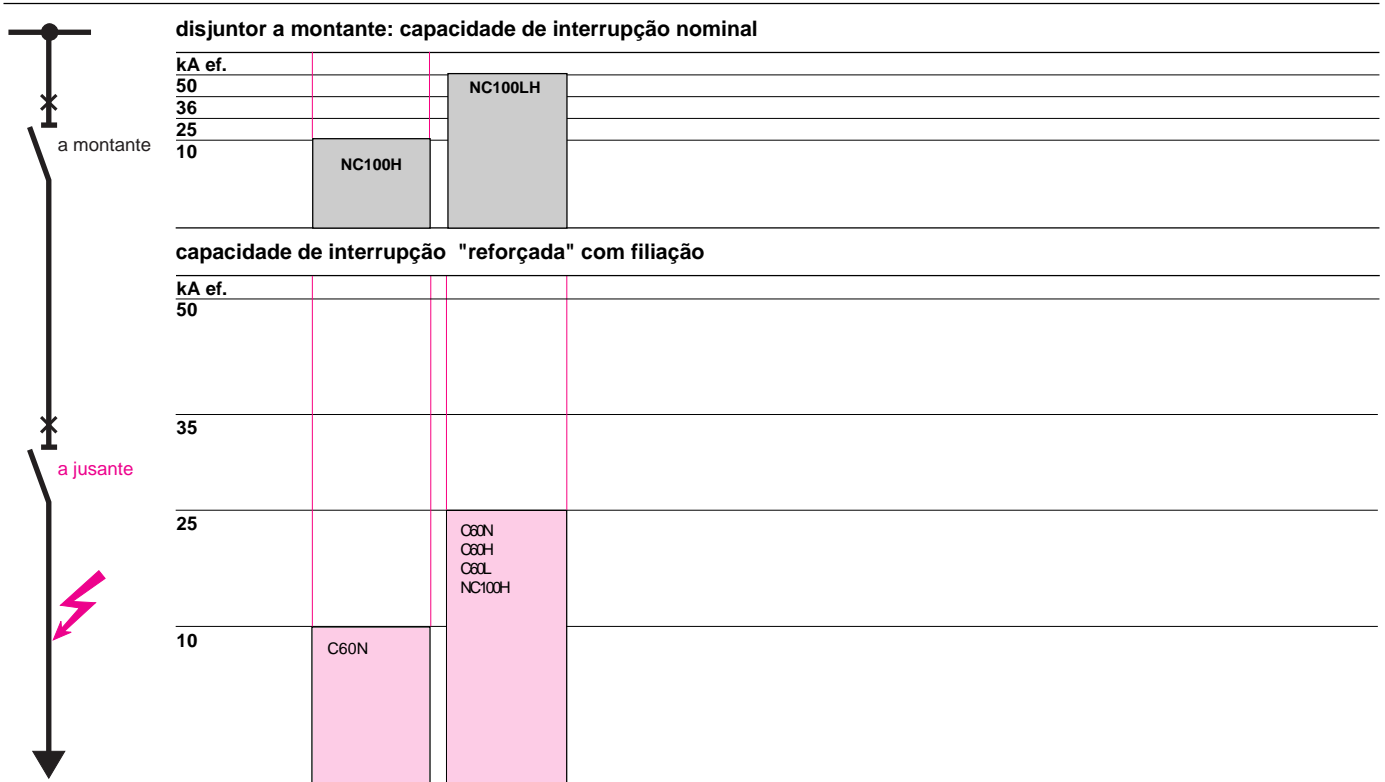 disjuntor a montante: capacidade de interrupção nominal
kA ef.
50
NC100LH
36
25
a montante
10
NC100H
capacidade de interrupção "reforçada" com filiação
kA ef.
50
35
a jusante
25
C60N
C60H
C60L
NC100H
10
C60N